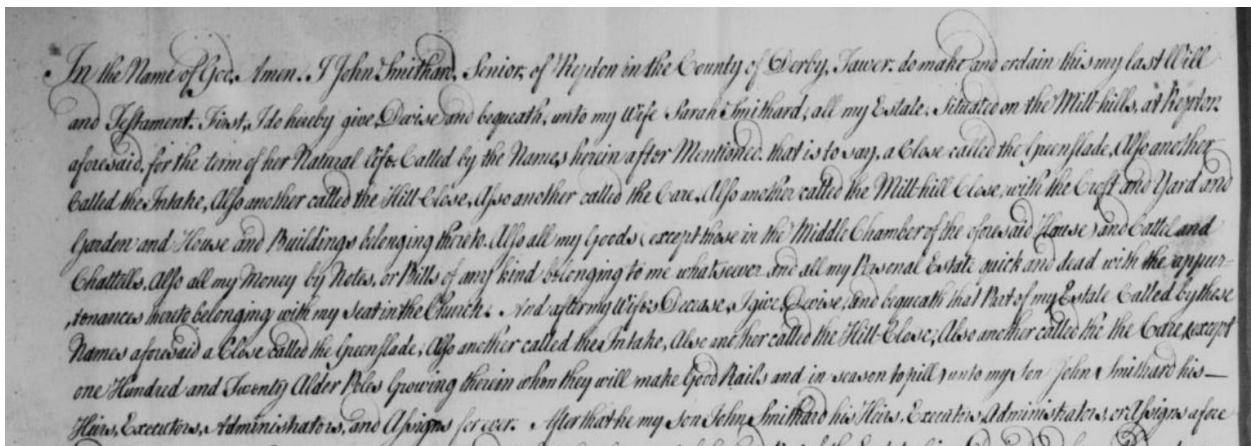 In the Name of God, Amen. I John Smithard, Senior, of Repton in the County of Derby, Tawer, do make and ordain this my last Will
and Testament. First, I do hereby give, Devise and bequeath, unto my Wife Sarah Smithard, all my Estate, Situate on the Mill-hills, at Repton
aforesaid, for the term of her Natural life. Called by the Names, herein after Mentioned, that is to say, a Close called the Greenslade, Also another
Called the Intake, Also another called the Hill-Close, Also another called the Care, Also another called the Mill-hill Close, with the Croft and Yard and
Garden and House and Buildings belonging thereto. Also all my Goods (except those in the Middle Chamber of the aforesaid House) and Cattel and
Chattels, Also all my Money by Notes, or Bills of any kind belonging to me whatsoever and all my Personal Estate quick and dead with the appur-
tenances thereto belonging with my seat in the Church. And after my Wifes Decease, I give, Devise, and bequeath that Part of my Estate Called by these
Names aforesaid a Close called the Greenslade, Also another called the Intake, Also another called the Hill-Close, Also another called the the Care, except
one Hundred and Twenty Alder Poles Growing therein when they will make Good Rails and in season to pill, unto my son John Smithard his
Heirs, Executors, Administrators, and Assigns for ever. After that he my Son John Smithard his Heirs, Executors, Administrators, or Assigns afore